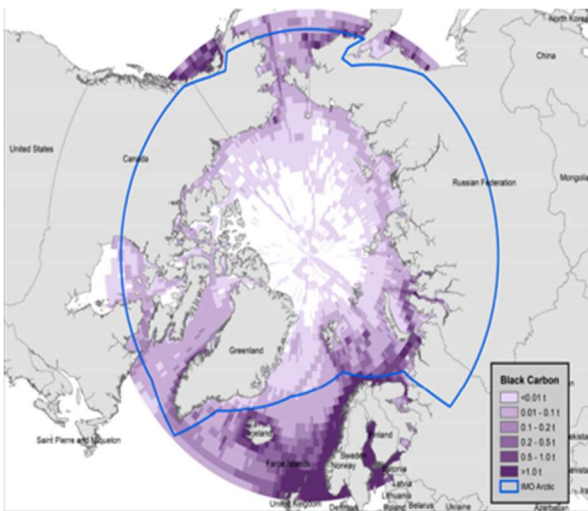 North Korea
China
United States
Canada
Russian Federation
Mongolia
Greenland
Saint Pierre and Miquelon
Iceland
Faroe Islands
Sweden
Norway
Finland
Estonia
Latvia
Lithuania
United Kingdom
Denmark
Poland
Belarus
Ukraine
Azerbaijan
Black Carbon
<0.01 t
0.01 - 0.1 t
0.1 - 0.2 t
0.2 - 0.5 t
0.5 - 1.0 t
>1.0 t
IMO Arctic